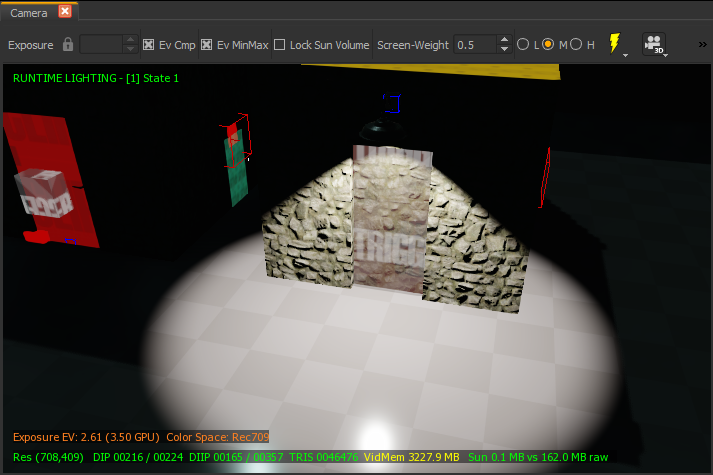 Camera
Exposure Ev Cmp Ev MinMax Lock Sun Volume Screen-Weight 0.5 L M H 3D »
RUNTIME LIGHTING - [1] State 1
Exposure EV: 2.61 (3.50 GPU) Color Space: Rec709
Res (708,409) DIP 00216 / 00224 DIIP 00165 / 00357 TRIS 0046476 VidMem 3227.9 MB Sun 0.1 MB vs 162.0 MB raw